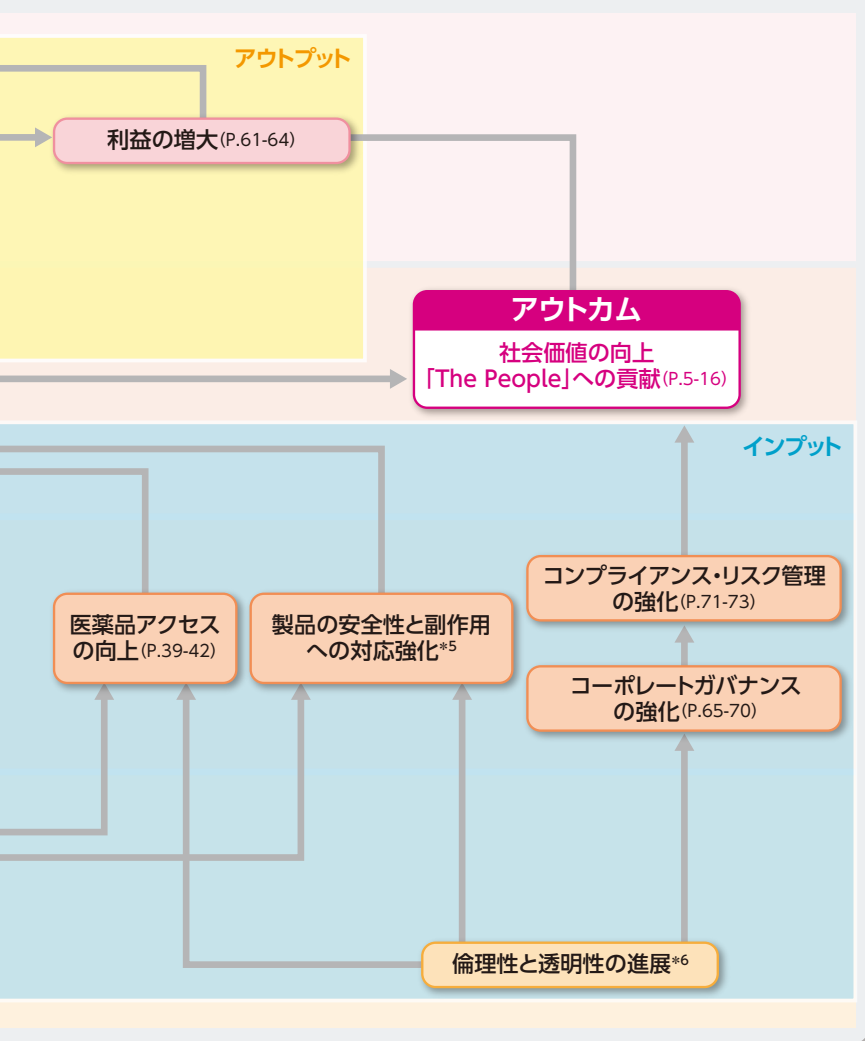 アウトプット
利益の増大(P.61-64)
アウトカム
社会価値の向上
「The People」への貢献(P.5-16)
インプット
コンプライアンス・リスク管理
の強化(P.71-73)
医薬品アクセス
の向上(P.39-42)
製品の安全性と副作用
への対応強化*5
コーポレートガバナンス
の強化(P.65-70)
倫理性と透明性の進展*6